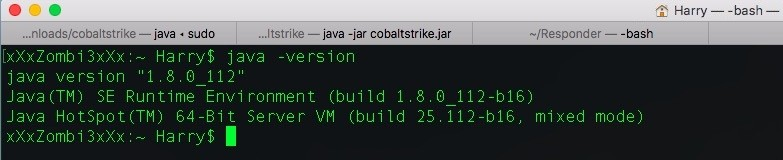 Harry — -bash —
...nloads/cobaltstrike — java ◂ sudo
...ltstrike — java -jar cobaltstrike.jar
~/Responder — -bash
[xXxZombi3xXx:~ Harry$ java -version
java version "1.8.0_112"
Java(TM) SE Runtime Environment (build 1.8.0_112-b16)
Java HotSpot(TM) 64-Bit Server VM (build 25.112-b16, mixed mode)
xXxZombi3xXx:~ Harry$